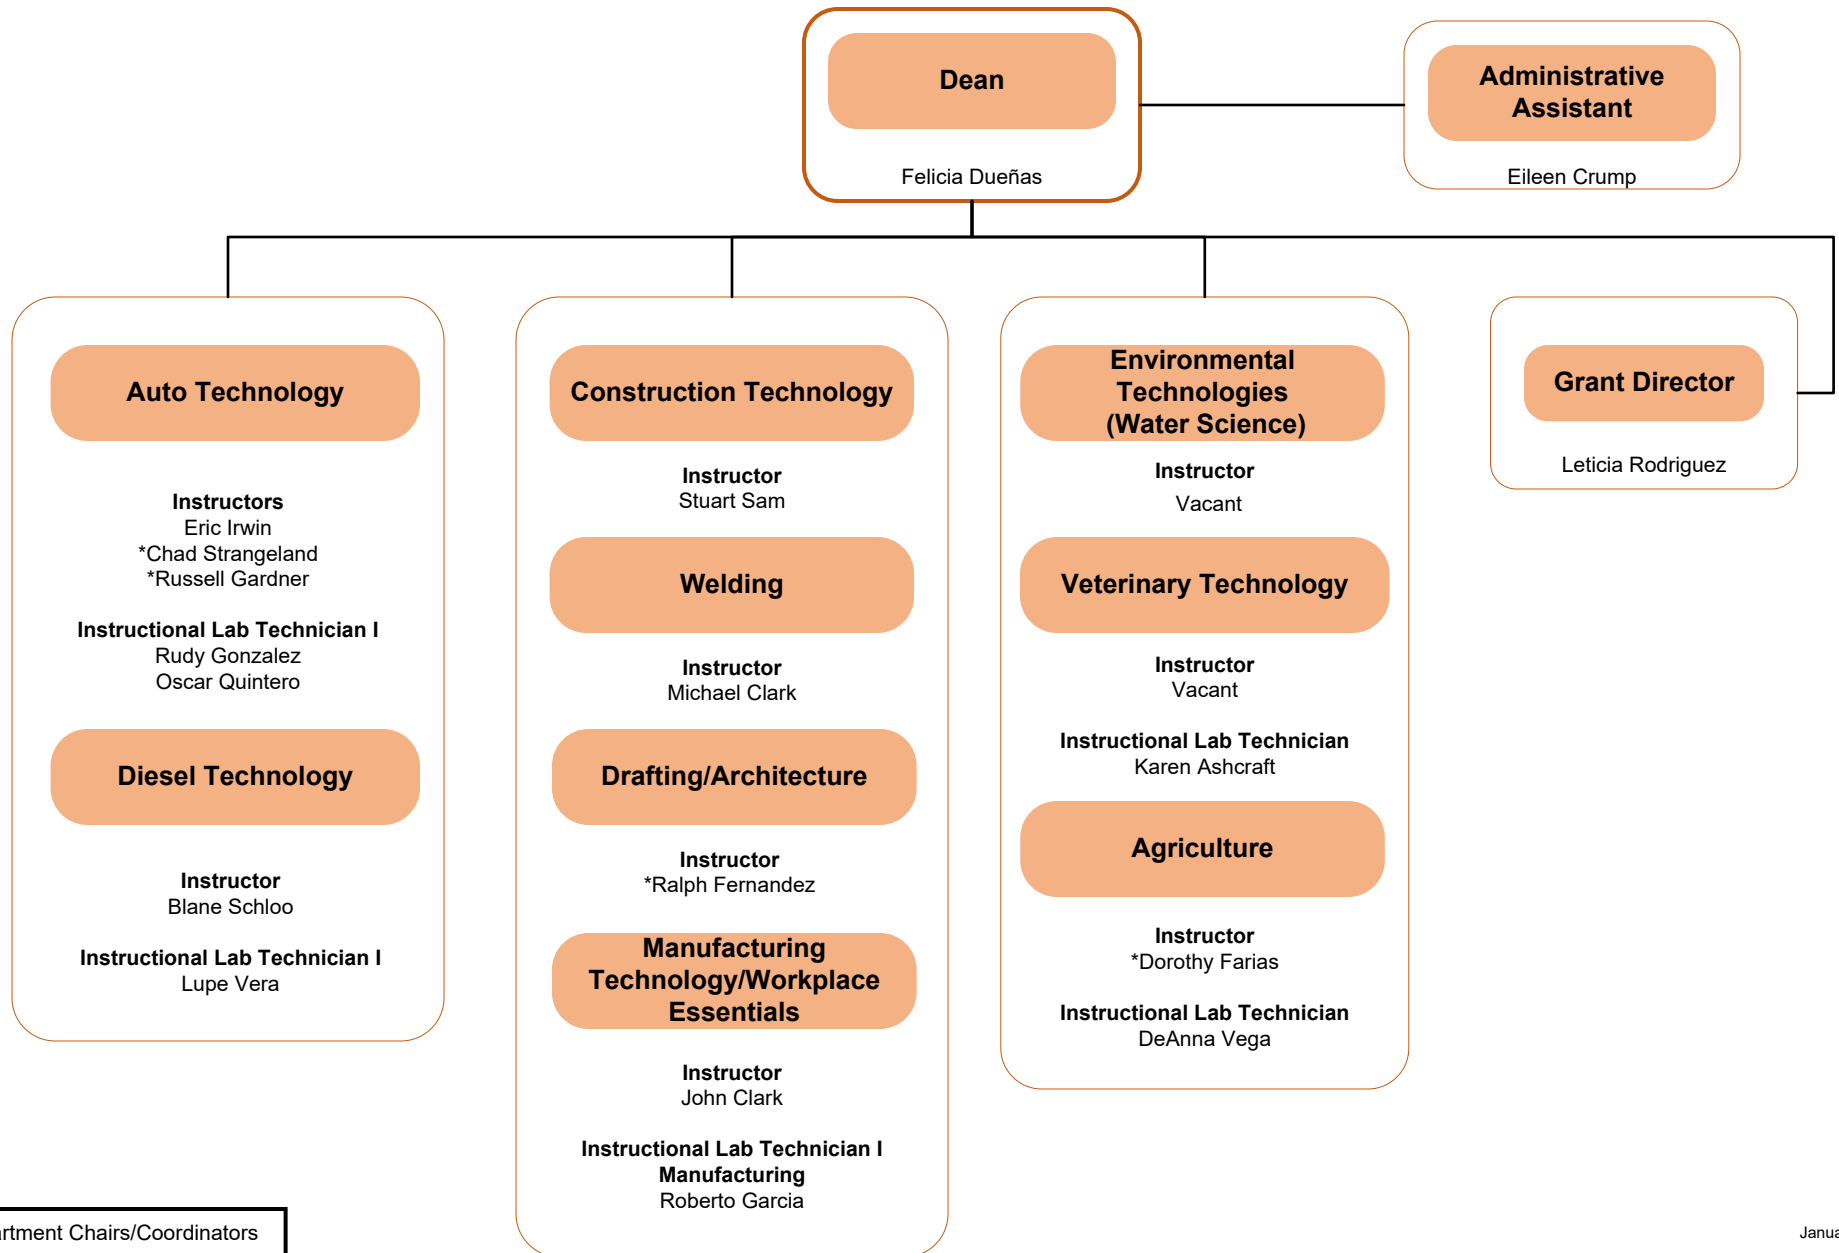 Dean
Felicia Dueñas
Administrative
Assistant
Eileen Crump
Auto Technology
Instructors
Eric Irwin
*Chad Strangeland
*Russell Gardner
Instructional Lab Technician I
Rudy Gonzalez
Oscar Quintero
Diesel Technology
Instructor
Blane Schloo
Instructional Lab Technician I
Lupe Vera
Construction Technology
Instructor
Stuart Sam
Welding
Instructor
Michael Clark
Drafting/Architecture
Instructor
*Ralph Fernandez
Manufacturing
Technology/Workplace
Essentials
Instructor
John Clark
Instructional Lab Technician I
Manufacturing
Roberto Garcia
Environmental
Technologies
(Water Science)
Instructor
Vacant
Veterinary Technology
Instructor
Vacant
Instructional Lab Technician
Karen Ashcraft
Agriculture
Instructor
*Dorothy Farias
Instructional Lab Technician
DeAnna Vega
Grant Director
Leticia Rodriguez
Chairs/Coordinators